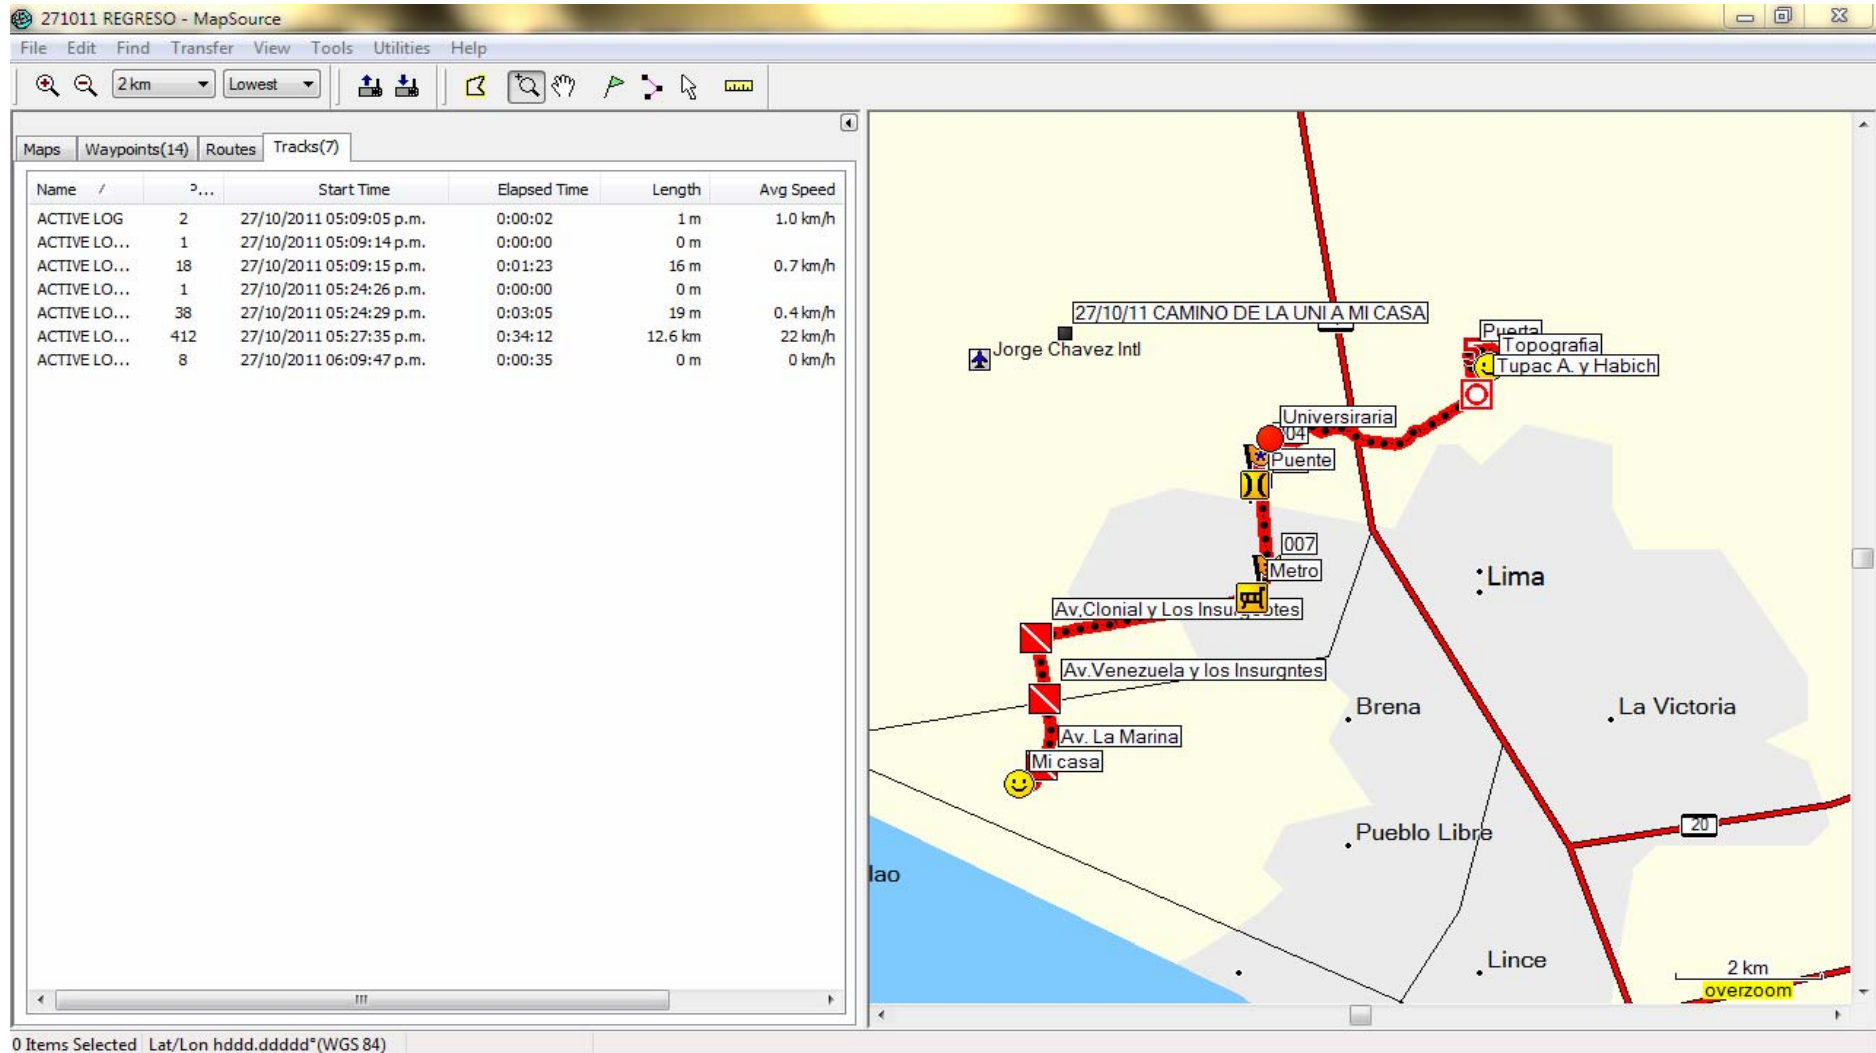 271011 REGRESO - MapSource
File Edit Find Transfer View Tools Utilities Help
2 km Lowest
Maps Waypoints(14) Routes Tracks(7)
Name P... Start Time Elapsed Time Length Avg Speed
ACTIVE LOG 2 27/10/2011 05:09:05 p.m. 0:00:02 1 m 1.0 km/h
ACTIVE LO... 1 27/10/2011 05:09:14 p.m. 0:00:00 0 m
ACTIVE LO... 18 27/10/2011 05:09:15 p.m. 0:01:23 16 m 0.7 km/h
ACTIVE LO... 1 27/10/2011 05:24:26 p.m. 0:00:00 0 m
ACTIVE LO... 38 27/10/2011 05:24:29 p.m. 0:03:05 19 m 0.4 km/h
ACTIVE LO... 412 27/10/2011 05:27:35 p.m. 0:34:12 12.6 km 22 km/h
ACTIVE LO... 8 27/10/2011 06:09:47 p.m. 0:00:35 0 m 0 km/h
27/10/11 CAMINO DE LA UNI A MI CASA
Jorge Chavez Intl
Puerta
Topografia
Tupac A. y Habich
Universiraria
04
Puente
007
Metro
Lima
Av,Clonial y Los Insurgentes
Av.Venezuela y los Insurgntes
Brena
La Victoria
Av. La Marina
Mi casa
Pueblo Libre
20
lao
Lince
2 km
overzoom
0 Items Selected Lat/Lon hddd.ddddd°(WGS 84)